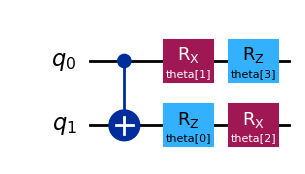 q0 RX theta[1] RZ theta[3]
q1 RZ theta[0] RX theta[2]